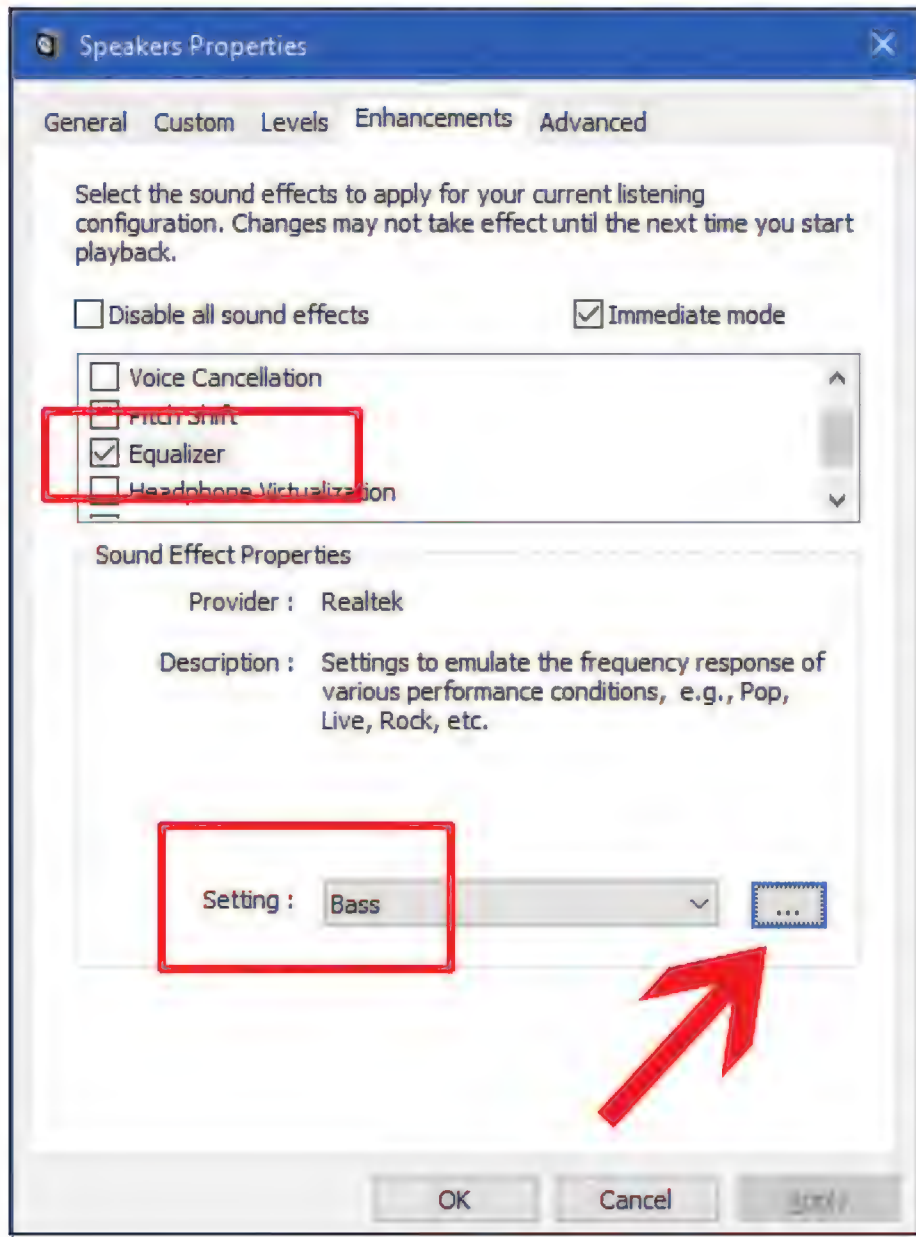 Speakers Properties
General Custom Levels Enhancements Advanced
Select the sound effects to apply for your current listening
configuration. Changes may not take effect until the next time you start
playback.
Disable all sound effects Immediate mode
Voice Cancellation
Pitch Shift
Equalizer
Headphone Virtualization
Sound Effect Properties
Provider : Realtek
Description : Settings to emulate the frequency response of
various performance conditions, e.g., Pop,
Live, Rock, etc.
Setting : Bass ...
OK Cancel Apply